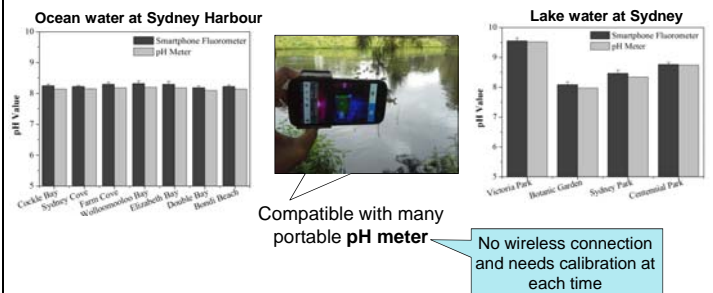 Ocean water at Sydney Harbour
10
9
8
7
6
5
pH Value
Smartphone Fluorometer
pH Meter
Cockle Bay
Sydney Cove
Farm Cove
Wolloomooloo Bay
Elizabeth Bay
Double Bay
Bondi Beach
Lake water at Sydney
10
9
8
7
6
5
pH Value
Smartphone Fluorometer
pH Meter
Victoria Park
Botanic Garden
Sydney Park
Centennial Park
Compatible with many
portable pH meter
No wireless connection
and needs calibration at
each time